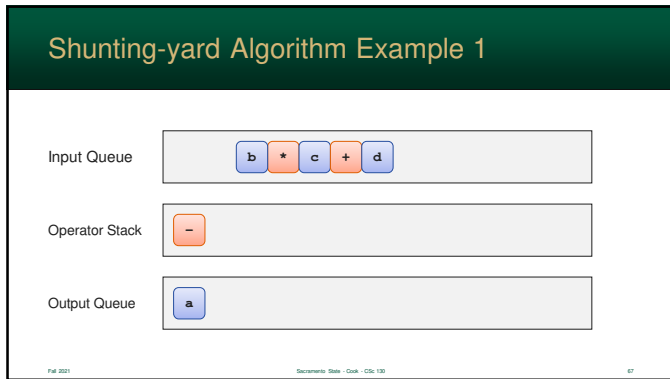 Shunting-yard Algorithm Example 1
Input Queue b * c + d
Operator Stack −
Output Queue a
Fall 2021 Sacramento State - Cook - CSc 130 67